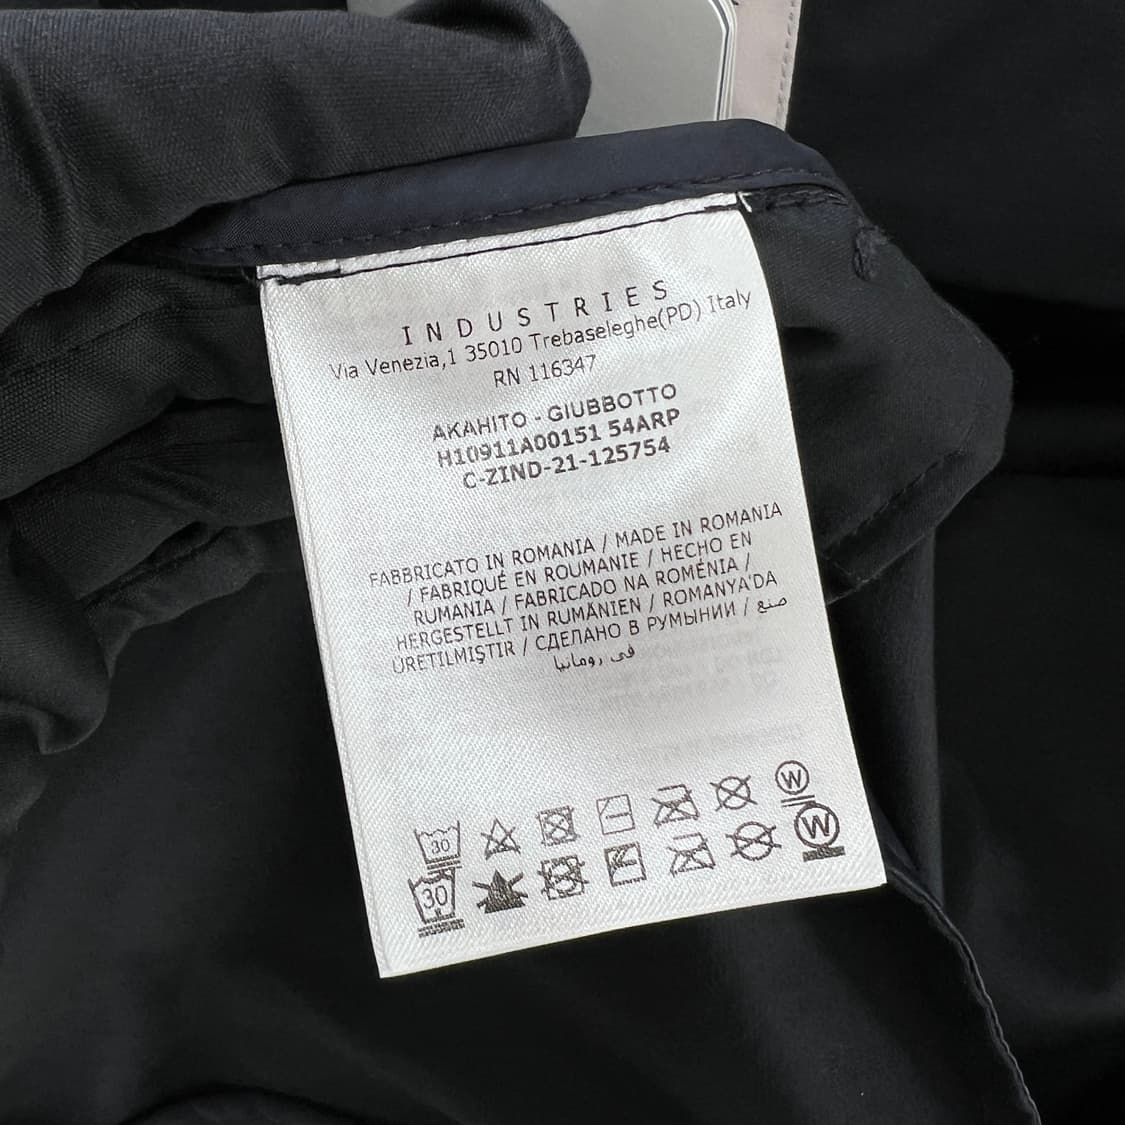 INDUSTRIES
Via Venezia,1 35010 Trebaseleghe(PD) Italy
RN 116347
AKAHITO - GIUBBOTTO
H10911A00151 54ARP
C-ZIND-21-125754
FABBRICATO IN ROMANIA / MADE IN ROMANIA
/ FABRIQUÉ EN ROUMANIE / HECHO EN
RUMANIA / FABRICADO NA ROMÉNIA /
HERGESTELLT IN RUMÄNIEN / ROMANYA'DA
ÜRETILMIŞTIR / СДЕЛАНО В РУМЫНИИ / صنع
في رومانيا
30 W
30 W